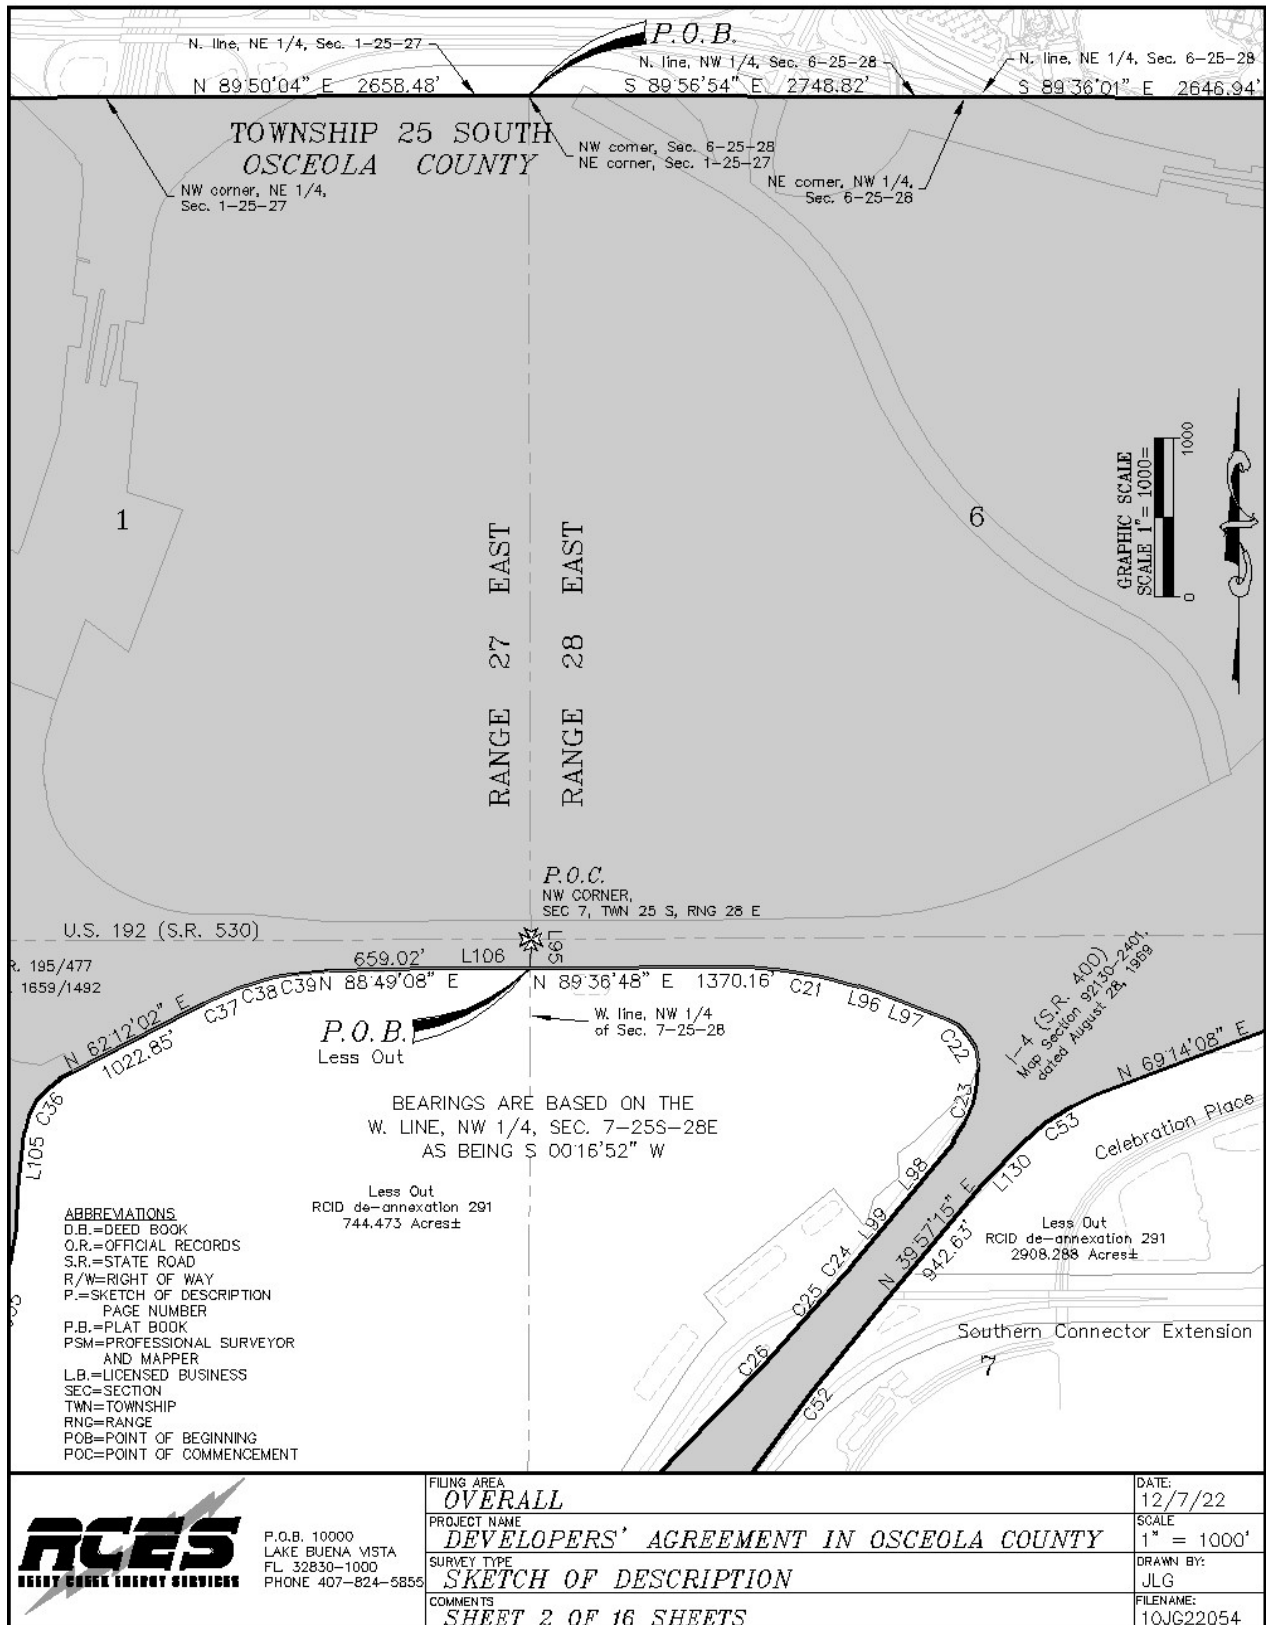 P.O.B.
N. line, NE 1/4, Sec. 1-25-27
N. line, NW 1/4, Sec. 6-25-28
N. line, NE 1/4, Sec. 6-25-28
N 89°50'04" E 2658.48'
S 89°56'54" E 2748.82'
S 89°36'01" E 2646.94'
TOWNSHIP 25 SOUTH
OSCEOLA COUNTY
NW corner, Sec. 6-25-28
NE corner, Sec. 1-25-27
NW corner, NE 1/4,
Sec. 1-25-27
NE corner, NW 1/4,
Sec. 6-25-28
1
6
GRAPHIC SCALE
SCALE 1"= 1000=
0
1000
RANGE 27 EAST
RANGE 28 EAST
P.O.C.
NW CORNER,
SEC 7, TWN 25 S, RNG 28 E
U.S. 192 (S.R. 530)
R. 195/477
1659/1492
659.02'
L106
L95
N 88°49'08" E
N 89°36'48" E 1370.16'
C39
C38
C37
C21
L96
L97
C22
C23
N 62°12'02" E
1022.85'
C36
L105
P.O.B.
Less Out
W. line, NW 1/4
of Sec. 7-25-28
I-4 (S.R. 400)
Map Section 92130-2401,
dated August 28, 1969
N 69°14'08" E
C53
Celebration Place
L130
BEARINGS ARE BASED ON THE
W. LINE, NW 1/4, SEC. 7-25S-28E
AS BEING S 00°16'52" W
L98
L99
N 39°57'15" E
942.63'
Less Out
RCID de-annexation 291
744.473 Acres±
Less Out
RCID de-annexation 291
2908.288 Acres±
C24
C25
C26
C52
Southern Connector Extension
7
ABBREVIATIONS
D.B.=DEED BOOK
O.R.=OFFICIAL RECORDS
S.R.=STATE ROAD
R/W=RIGHT OF WAY
P.=SKETCH OF DESCRIPTION
PAGE NUMBER
P.B.=PLAT BOOK
PSM=PROFESSIONAL SURVEYOR
AND MAPPER
L.B.=LICENSED BUSINESS
SEC=SECTION
TWN=TOWNSHIP
RNG=RANGE
POB=POINT OF BEGINNING
POC=POINT OF COMMENCEMENT
RCES
REEDY CREEK ENERGY SERVICES
P.O.B. 10000
LAKE BUENA VISTA
FL 32830-1000
PHONE 407-824-5855
FILING AREA
OVERALL
PROJECT NAME
DEVELOPERS' AGREEMENT IN OSCEOLA COUNTY
SURVEY TYPE
SKETCH OF DESCRIPTION
COMMENTS
SHEET 2 OF 16 SHEETS
DATE:
12/7/22
SCALE
1" = 1000'
DRAWN BY:
JLG
FILENAME:
10JG22054